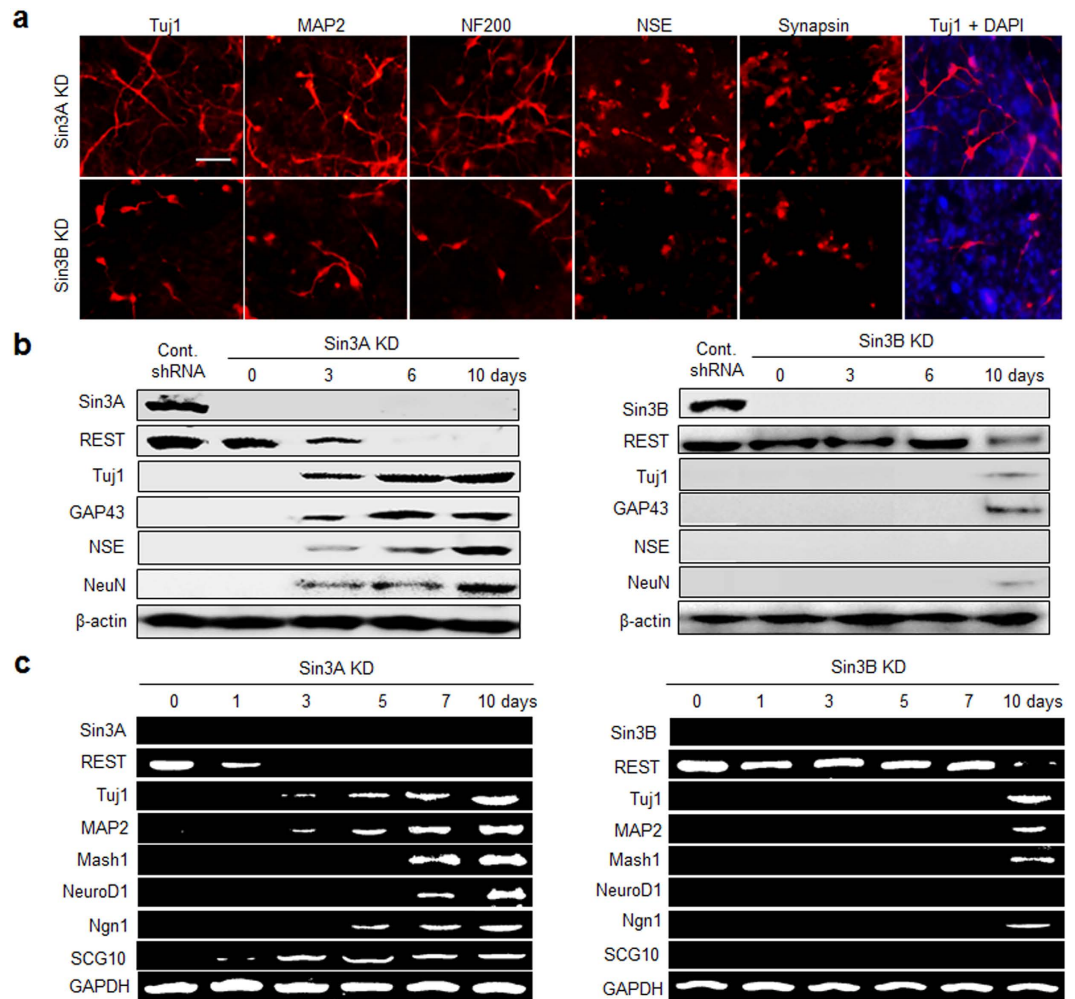 a
Tuj1 MAP2 NF200 NSE Synapsin Tuj1 + DAPI
Sin3A KD
Sin3B KD
b
Cont. shRNA
Sin3A KD
0 3 6 10 days
Sin3A
REST
Tuj1
GAP43
NSE
NeuN
β-actin
Cont. shRNA
Sin3B KD
0 3 6 10 days
Sin3B
REST
Tuj1
GAP43
NSE
NeuN
β-actin
c
Sin3A KD
0 1 3 5 7 10 days
Sin3A
REST
Tuj1
MAP2
Mash1
NeuroD1
Ngn1
SCG10
GAPDH
Sin3B KD
0 1 3 5 7 10 days
Sin3B
REST
Tuj1
MAP2
Mash1
NeuroD1
Ngn1
SCG10
GAPDH